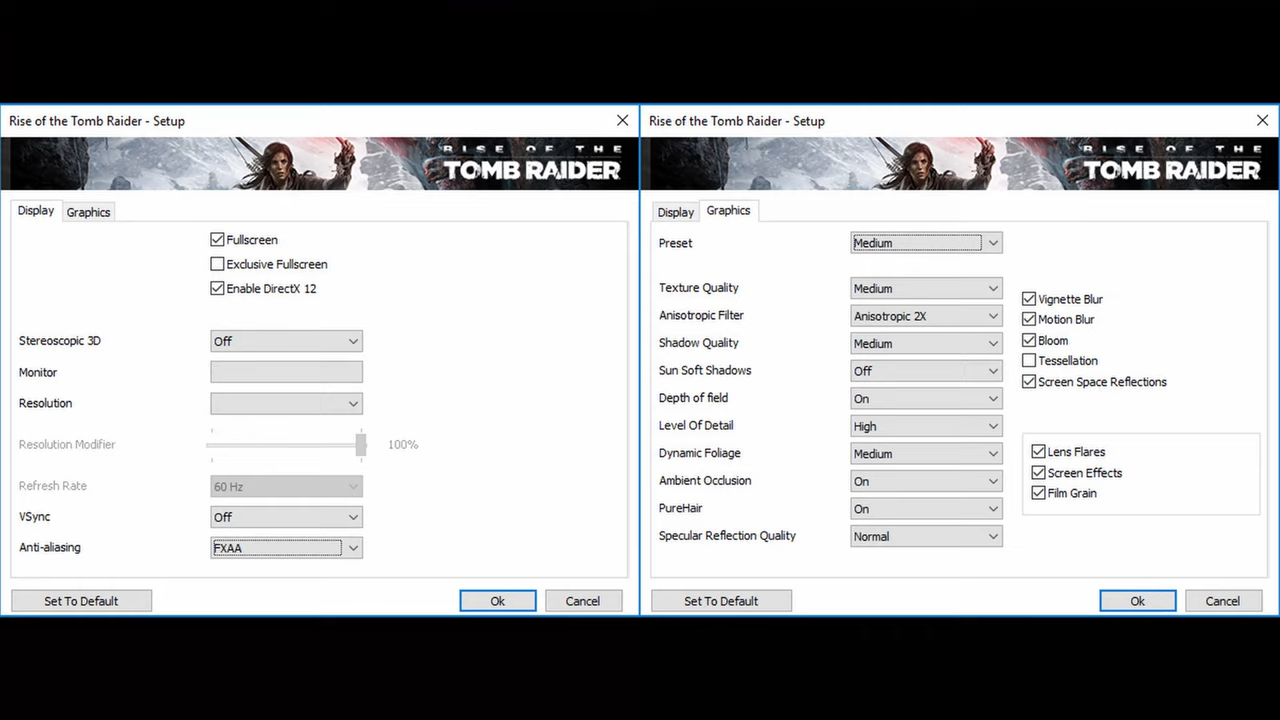 Rise of the Tomb Raider - Setup
RISE OF THE
TOMB RAIDER
Display
Graphics
Fullscreen
Exclusive Fullscreen
Enable DirectX 12
Stereoscopic 3D
Off
Monitor
Resolution
Resolution Modifier
100%
Refresh Rate
60 Hz
VSync
Off
Anti-aliasing
FXAA
Set To Default
Ok
Cancel
Rise of the Tomb Raider - Setup
RISE OF THE
TOMB RAIDER
Display
Graphics
Preset
Medium
Texture Quality
Medium
Anisotropic Filter
Anisotropic 2X
Shadow Quality
Medium
Sun Soft Shadows
Off
Depth of field
On
Level Of Detail
High
Dynamic Foliage
Medium
Ambient Occlusion
On
PureHair
On
Specular Reflection Quality
Normal
Vignette Blur
Motion Blur
Bloom
Tessellation
Screen Space Reflections
Lens Flares
Screen Effects
Film Grain
Set To Default
Ok
Cancel